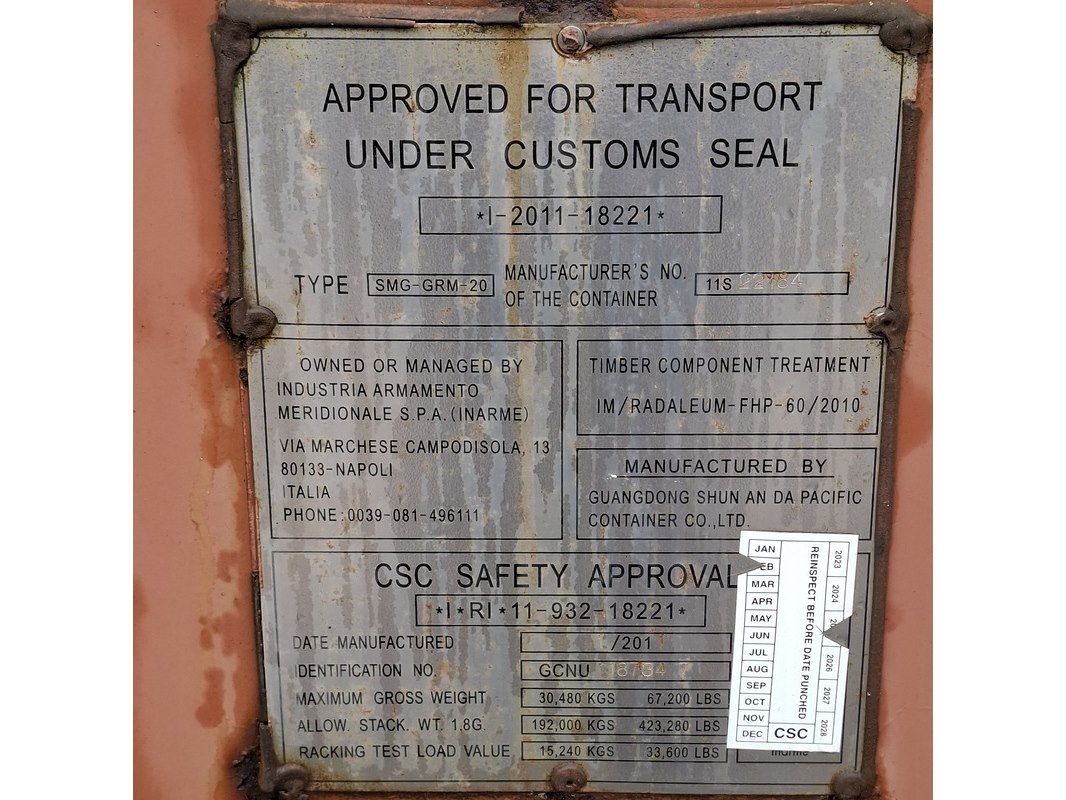 APPROVED FOR TRANSPORT
UNDER CUSTOMS SEAL
*I-2011-18221*
TYPE SMG-GRM-20 MANUFACTURER'S NO. OF THE CONTAINER 11S
OWNED OR MANAGED BY
INDUSTRIA ARMAMENTO
MERIDIONALE S.P.A.(INARME)
VIA MARCHESE CAMPODISOLA, 13
80133-NAPOLI
ITALIA
PHONE:0039-081-496111
TIMBER COMPONENT TREATMENT
IM/RADALEUM-FHP-60/2010
MANUFACTURED BY
GUANGDONG SHUN AN DA PACIFIC
CONTAINER CO.,LTD.
CSC SAFETY APPROVAL
*I*RI*11-932-18221*
DATE MANUFACTURED /201
IDENTIFICATION NO. GCNU
MAXIMUM GROSS WEIGHT 30,480 KGS 67,200 LBS
ALLOW. STACK. WT. 1.8G. 192,000 KGS 423,280 LBS
RACKING TEST LOAD VALUE 15,240 KGS 33,600 LBS
JAN
MAR
APR
MAY
JUN
JUL
AUG
SEP
OCT
NOV
DEC
REINSPECT BEFORE DATE PUNCHED
CSC
2023
2024
2026
2027
2028